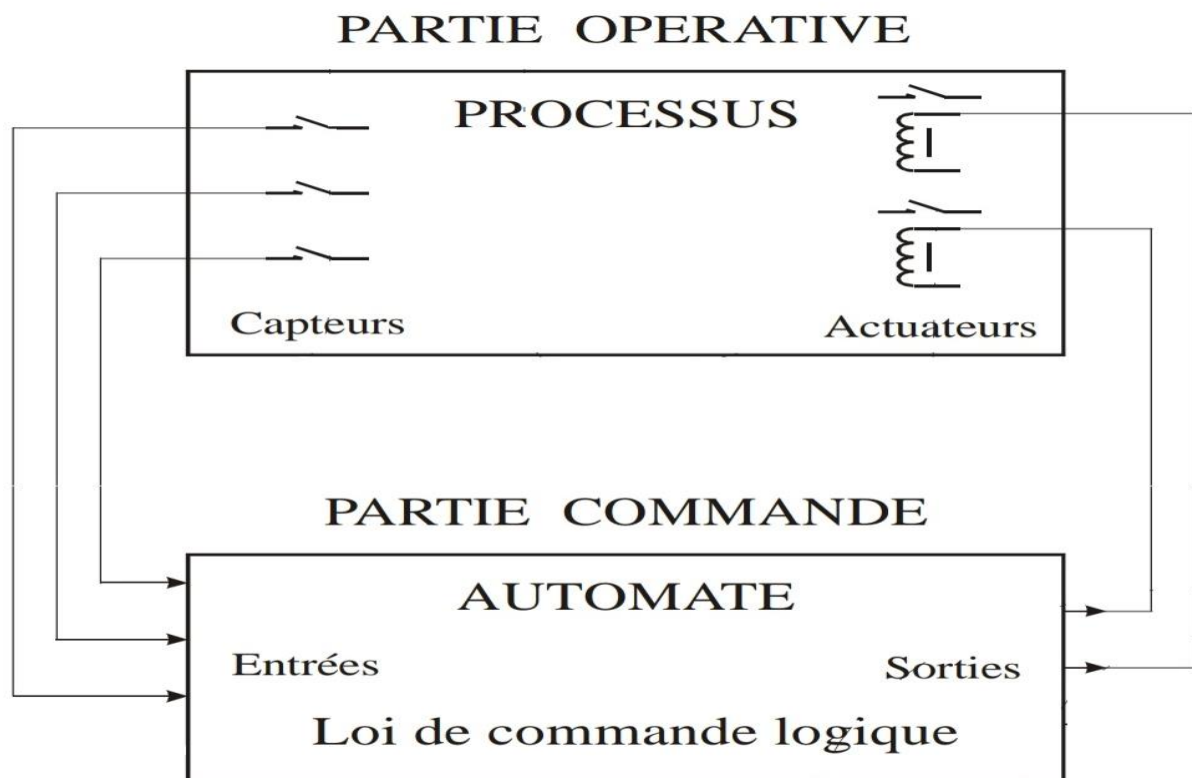 PARTIE OPERATIVE
PROCESSUS
Capteurs
Actuateurs
PARTIE COMMANDE
AUTOMATE
Entrées
Sorties
Loi de commande logique